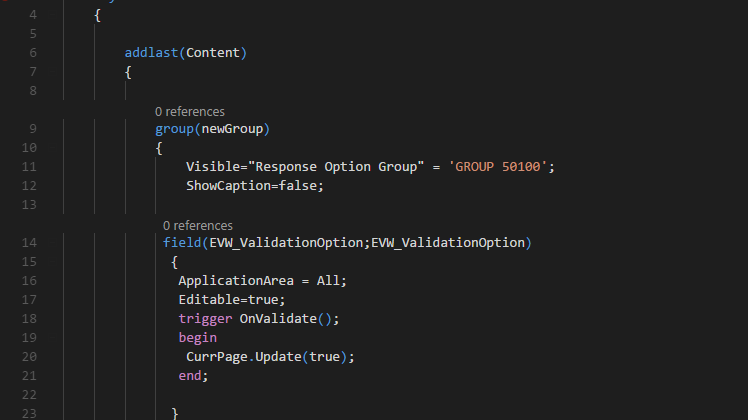 4 {
5
6 addlast(Content)
7 {
8
0 references
9 group(newGroup)
10 {
11 Visible="Response Option Group" = 'GROUP 50100';
12 ShowCaption=false;
13
0 references
14 field(EVW_ValidationOption;EVW_ValidationOption)
15 {
16 ApplicationArea = All;
17 Editable=true;
18 trigger OnValidate();
19 begin
20 CurrPage.Update(true);
21 end;
22
23 }